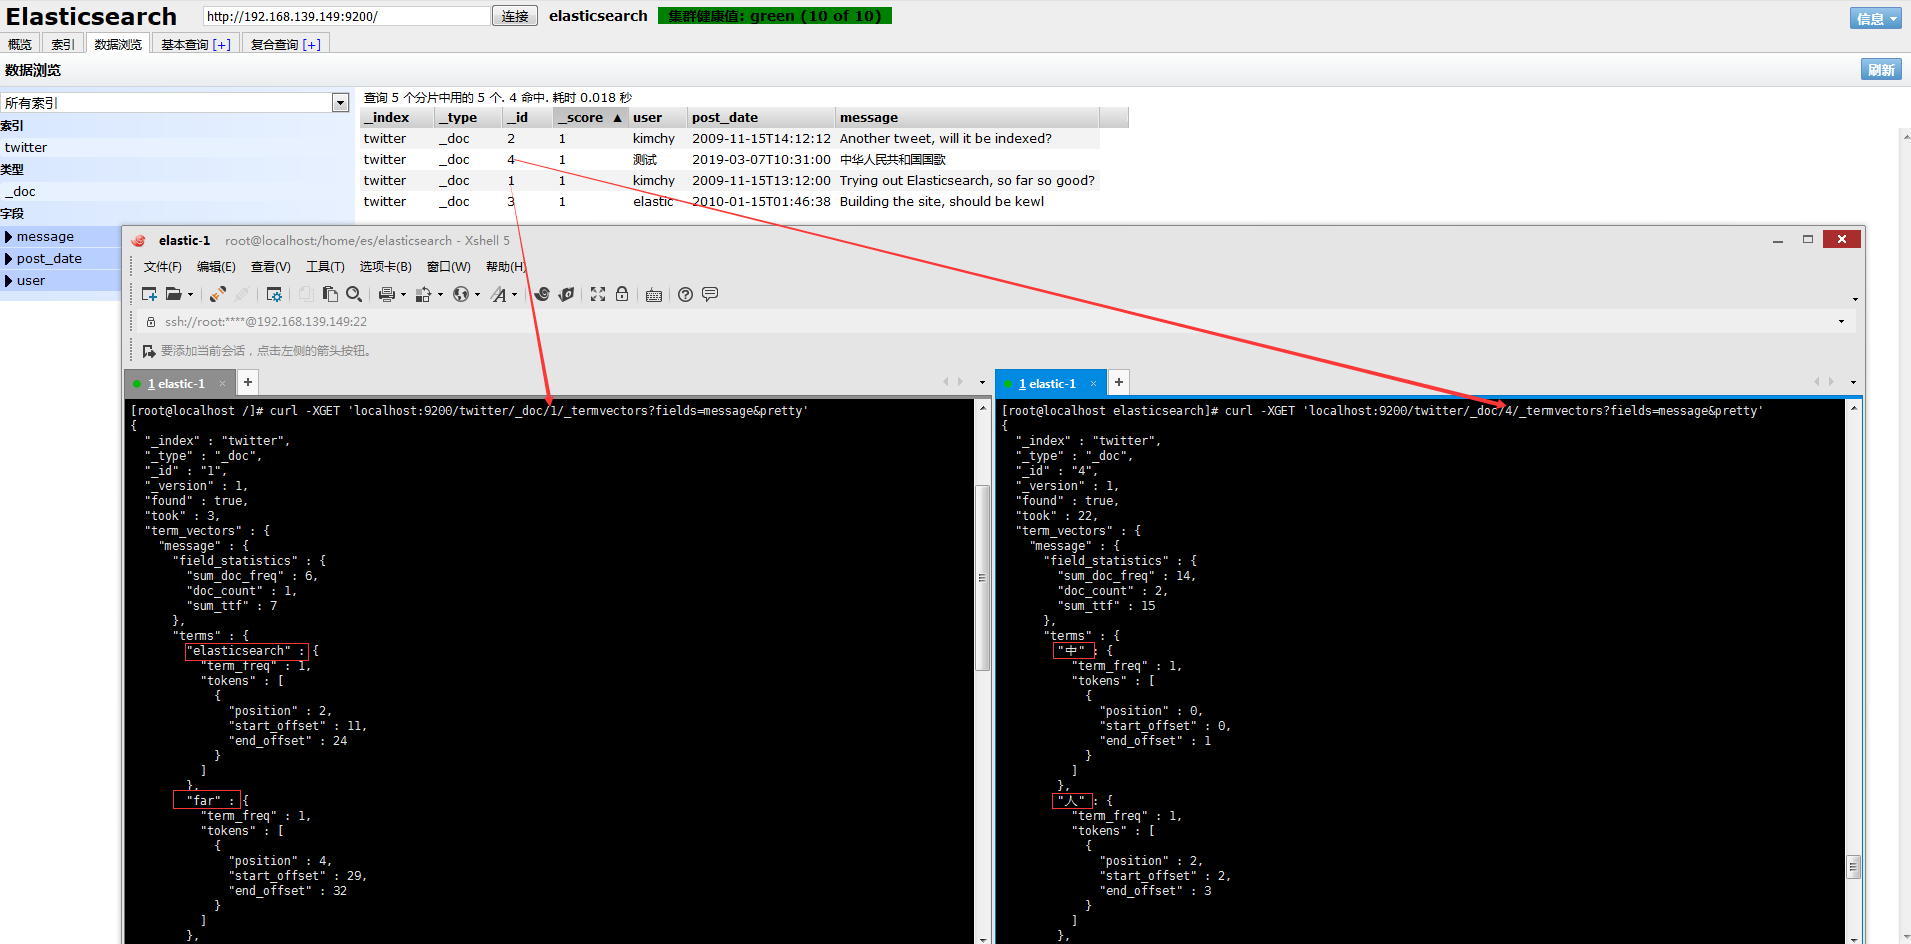 Elasticsearch http://192.168.139.149:9200/ 连接 elasticsearch 集群健康值: green (10 of 10) 信息
概览 索引 数据浏览 基本查询 [+] 复合查询 [+]
数据浏览 刷新
所有索引
索引
twitter
类型
_doc
字段
message
post_date
user
查询 5 个分片中用的 5 个. 4 命中. 耗时 0.018 秒
_index _type _id _score ▲ user post_date message
twitter _doc 2 1 kimchy 2009-11-15T14:12:12 Another tweet, will it be indexed?
twitter _doc 4 1 测试 2019-03-07T10:31:00 中华人民共和国国歌
twitter _doc 1 1 kimchy 2009-11-15T13:12:00 Trying out Elasticsearch, so far so good?
twitter _doc 3 1 elastic 2010-01-15T01:46:38 Building the site, should be kewl
elastic-1 root@localhost:/home/es/elasticsearch - Xshell 5
文件(F) 编辑(E) 查看(V) 工具(T) 选项卡(B) 窗口(W) 帮助(H)
ssh://root:****@192.168.139.149:22
要添加当前会话，点击左侧的箭头按钮。
1 elastic-1 × +
[root@localhost /]# curl -XGET 'localhost:9200/twitter/_doc/1/_termvectors?fields=message&pretty'
{
"_index" : "twitter",
"_type" : "_doc",
"_id" : "1",
"_version" : 1,
"found" : true,
"took" : 3,
"term_vectors" : {
"message" : {
"field_statistics" : {
"sum_doc_freq" : 6,
"doc_count" : 1,
"sum_ttf" : 7
},
"terms" : {
"elasticsearch" : {
"term_freq" : 1,
"tokens" : [
{
"position" : 2,
"start_offset" : 11,
"end_offset" : 24
}
]
},
"far" : {
"term_freq" : 1,
"tokens" : [
{
"position" : 4,
"start_offset" : 29,
"end_offset" : 32
}
]
},
1 elastic-1 × +
[root@localhost elasticsearch]# curl -XGET 'localhost:9200/twitter/_doc/4/_termvectors?fields=message&pretty'
{
"_index" : "twitter",
"_type" : "_doc",
"_id" : "4",
"_version" : 1,
"found" : true,
"took" : 22,
"term_vectors" : {
"message" : {
"field_statistics" : {
"sum_doc_freq" : 14,
"doc_count" : 2,
"sum_ttf" : 15
},
"terms" : {
"中" : {
"term_freq" : 1,
"tokens" : [
{
"position" : 0,
"start_offset" : 0,
"end_offset" : 1
}
]
},
"人" : {
"term_freq" : 1,
"tokens" : [
{
"position" : 2,
"start_offset" : 2,
"end_offset" : 3
}
]
},